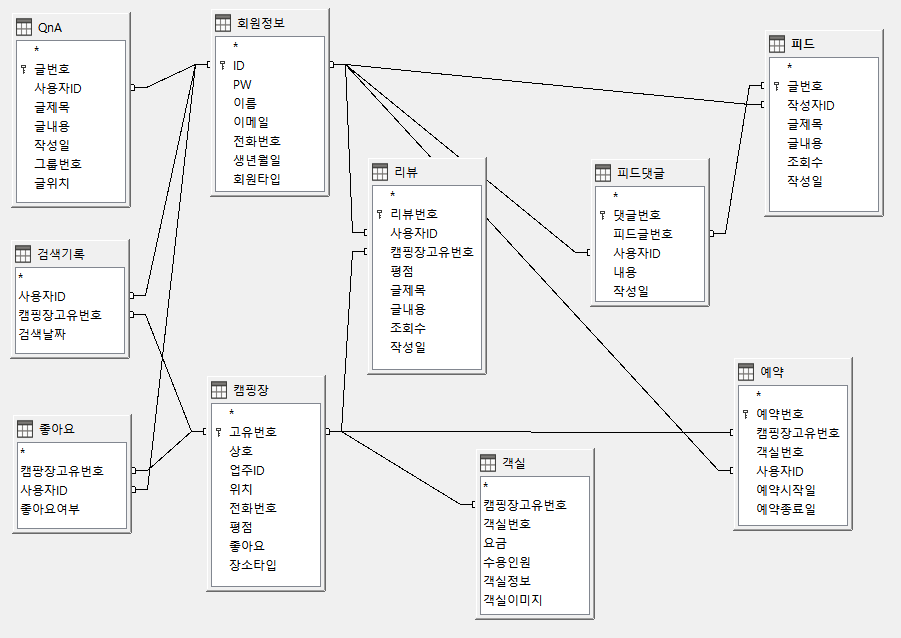 QnA
*
글번호
사용자ID
글제목
글내용
작성일
그룹번호
글위치
회원정보
*
ID
PW
이름
이메일
전화번호
생년월일
회원타입
피드
*
글번호
작성자ID
글제목
글내용
조회수
작성일
리뷰
*
리뷰번호
사용자ID
캠핑장고유번호
평점
글제목
글내용
조회수
작성일
피드댓글
*
댓글번호
피드글번호
사용자ID
내용
작성일
검색기록
*
사용자ID
캠핑장고유번호
검색날짜
캠핑장
*
고유번호
상호
업주ID
위치
전화번호
평점
좋아요
장소타입
예약
*
예약번호
캠핑장고유번호
객실번호
사용자ID
예약시작일
예약종료일
좋아요
*
캠팡장고유번호
사용자ID
좋아요여부
객실
*
캠핑장고유번호
객실번호
요금
수용인원
객실정보
객실이미지